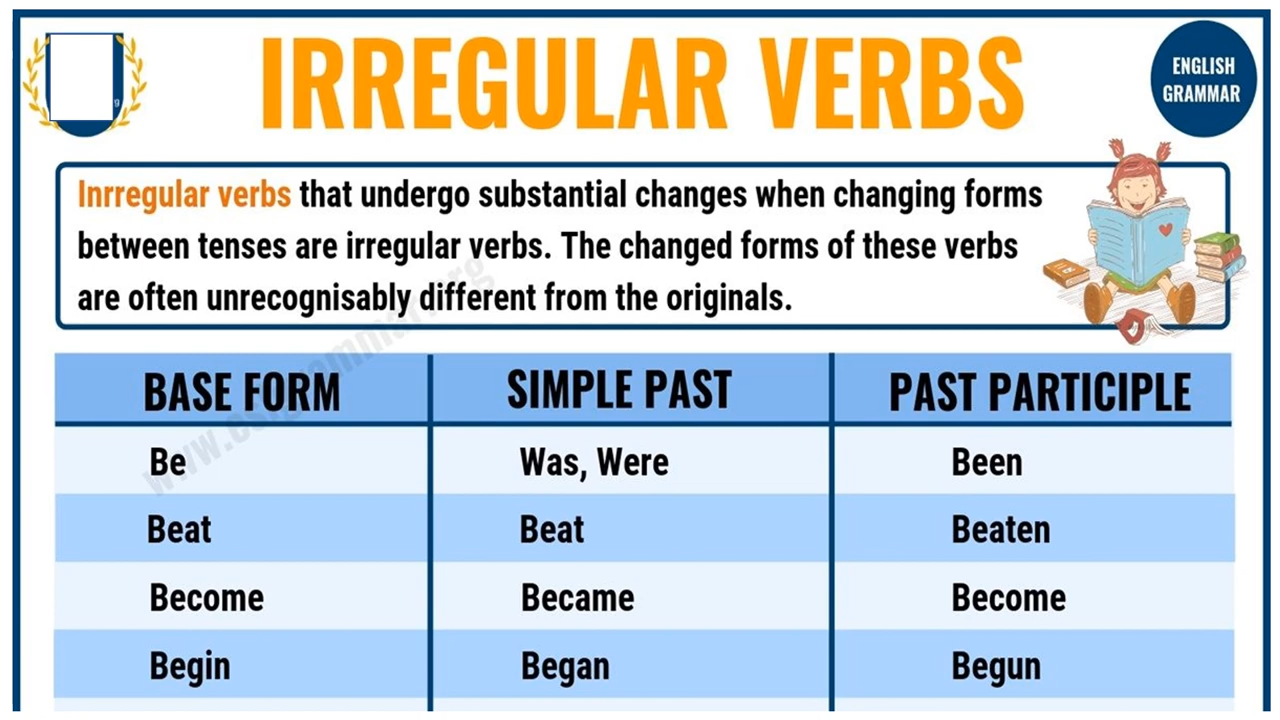 IRREGULAR VERBS
ENGLISH
GRAMMAR
Inrregular verbs that undergo substantial changes when changing forms
between tenses are irregular verbs. The changed forms of these verbs
are often unrecognisably different from the originals.
BASE FORM SIMPLE PAST PAST PARTICIPLE
Be Was, Were Been
Beat Beat Beaten
Become Became Become
Begin Began Begun